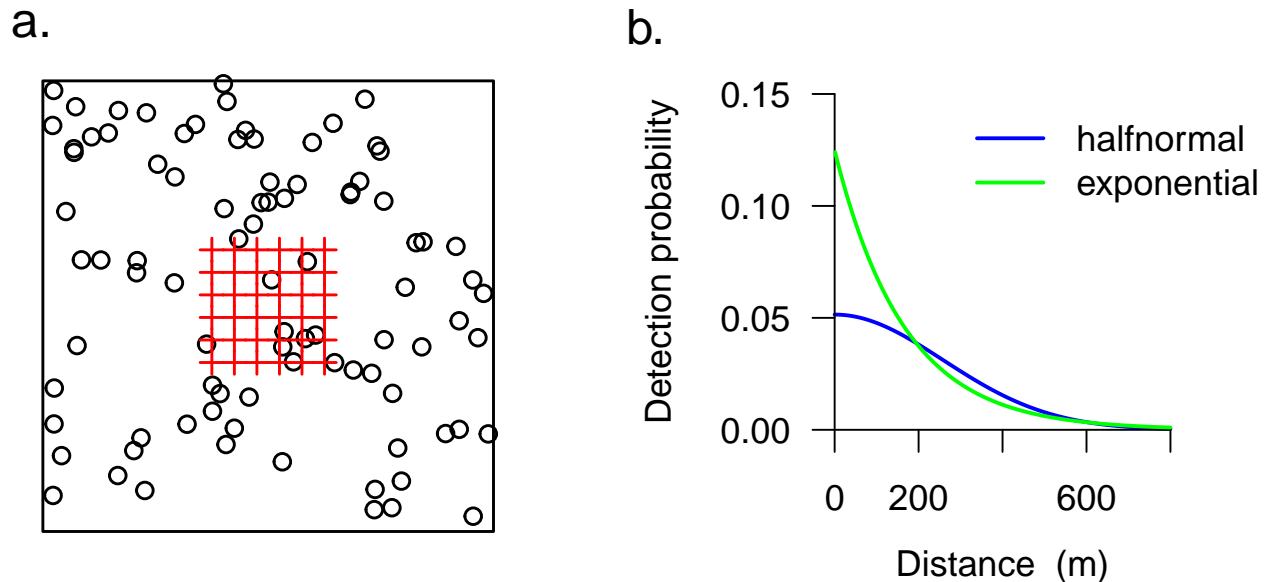 a.
b.
Detection probability
0.15
0.10
0.05
0.00
halfnormal
exponential
0 200 600
Distance (m)